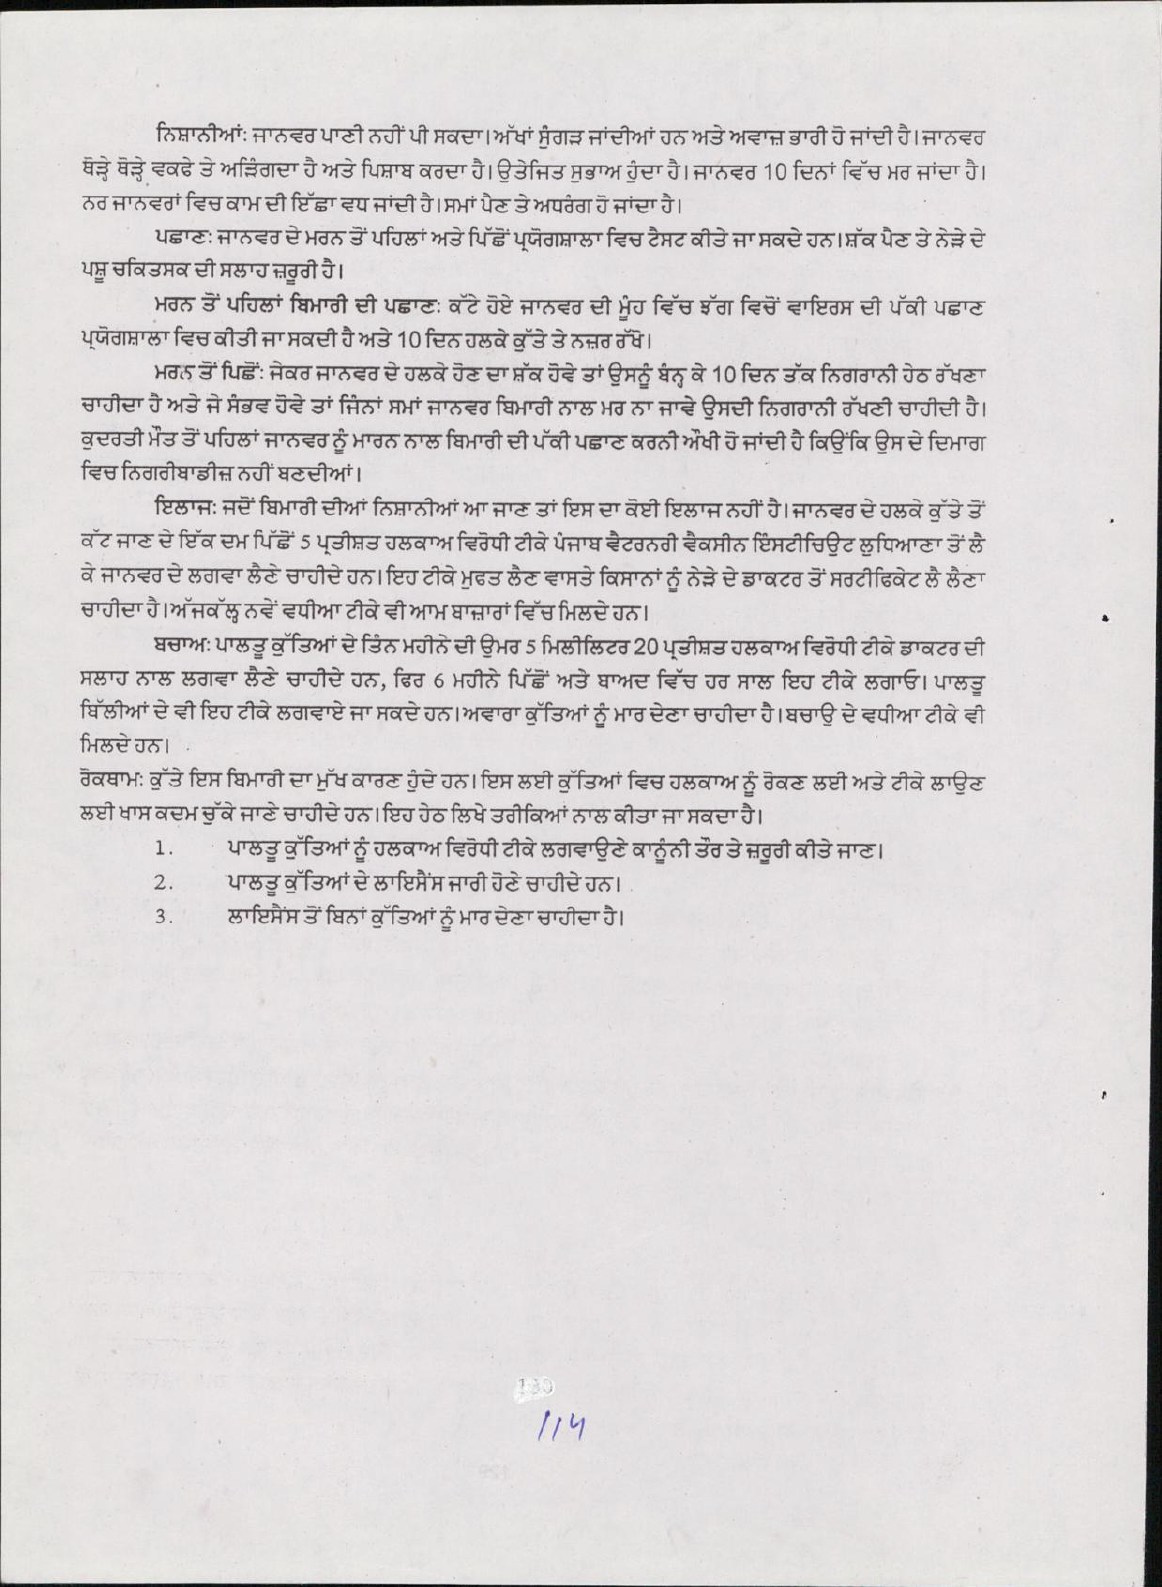 ਨਿਸ਼ਾਨੀਆਂ: ਜਾਨਵਰ ਪਾਣੀ ਨਹੀਂ ਪੀ ਸਕਦਾ। ਅੱਖਾਂ ਸੁੰਗੜ ਜਾਂਦੀਆਂ ਹਨ ਅਤੇ ਅਵਾਜ਼ ਭਾਰੀ ਹੋ ਜਾਂਦੀ ਹੈ। ਜਾਨਵਰ
ਥੋੜ੍ਹੇ ਥੋੜ੍ਹੇ ਵਕਫੇ ਤੇ ਅੜਿੰਗਦਾ ਹੈ ਅਤੇ ਪਿਸ਼ਾਬ ਕਰਦਾ ਹੈ। ਉਤੇਜਿਤ ਸੁਭਾਅ ਹੁੰਦਾ ਹੈ। ਜਾਨਵਰ 10 ਦਿਨਾਂ ਵਿੱਚ ਮਰ ਜਾਂਦਾ ਹੈ।
ਨਰ ਜਾਨਵਰਾਂ ਵਿਚ ਕਾਮ ਦੀ ਇੱਛਾ ਵਧ ਜਾਂਦੀ ਹੈ। ਸਮਾਂ ਪੈਣ ਤੇ ਅਧਰੰਗ ਹੋ ਜਾਂਦਾ ਹੈ।
ਪਛਾਣ: ਜਾਨਵਰ ਦੇ ਮਰਨ ਤੋਂ ਪਹਿਲਾਂ ਅਤੇ ਪਿੱਛੋਂ ਪ੍ਰਯੋਗਸ਼ਾਲਾ ਵਿਚ ਟੈਸਟ ਕੀਤੇ ਜਾ ਸਕਦੇ ਹਨ। ਸ਼ੱਕ ਪੈਣ ਤੇ ਨੇੜੇ ਦੇ
ਪਸ਼ੂ ਚਕਿਤਸਕ ਦੀ ਸਲਾਹ ਜ਼ਰੂਰੀ ਹੈ।
ਮਰਨ ਤੋਂ ਪਹਿਲਾਂ ਬਿਮਾਰੀ ਦੀ ਪਛਾਣ: ਕੱਟੇ ਹੋਏ ਜਾਨਵਰ ਦੀ ਮੂੰਹ ਵਿੱਚ ਝੱਗ ਵਿਚੋਂ ਵਾਇਰਸ ਦੀ ਪੱਕੀ ਪਛਾਣ
ਪ੍ਰਯੋਗਸ਼ਾਲਾ ਵਿਚ ਕੀਤੀ ਜਾ ਸਕਦੀ ਹੈ ਅਤੇ 10 ਦਿਨ ਹਲਕੇ ਕੁੱਤੇ ਤੇ ਨਜ਼ਰ ਰੱਖੋ।
ਮਰਨ ਤੋਂ ਪਿਛੋਂ: ਜੇਕਰ ਜਾਨਵਰ ਦੇ ਹਲਕੇ ਹੋਣ ਦਾ ਸ਼ੱਕ ਹੋਵੇ ਤਾਂ ਉਸਨੂੰ ਬੰਨ੍ਹ ਕੇ 10 ਦਿਨ ਤੱਕ ਨਿਗਰਾਨੀ ਹੇਠ ਰੱਖਣਾ
ਚਾਹੀਦਾ ਹੈ ਅਤੇ ਜੇ ਸੰਭਵ ਹੋਵੇ ਤਾਂ ਜਿੰਨਾਂ ਸਮਾਂ ਜਾਨਵਰ ਬਿਮਾਰੀ ਨਾਲ ਮਰ ਨਾ ਜਾਵੇ ਉਸਦੀ ਨਿਗਰਾਨੀ ਰੱਖਣੀ ਚਾਹੀਦੀ ਹੈ।
ਕੁਦਰਤੀ ਮੌਤ ਤੋਂ ਪਹਿਲਾਂ ਜਾਨਵਰ ਨੂੰ ਮਾਰਨ ਨਾਲ ਬਿਮਾਰੀ ਦੀ ਪੱਕੀ ਪਛਾਣ ਕਰਨੀ ਔਖੀ ਹੋ ਜਾਂਦੀ ਹੈ ਕਿਉਂਕਿ ਉਸ ਦੇ ਦਿਮਾਗ
ਵਿਚ ਨਿਗਰੀਬਾਡੀਜ਼ ਨਹੀਂ ਬਣਦੀਆਂ।
ਇਲਾਜ: ਜਦੋਂ ਬਿਮਾਰੀ ਦੀਆਂ ਨਿਸ਼ਾਨੀਆਂ ਆ ਜਾਣ ਤਾਂ ਇਸ ਦਾ ਕੋਈ ਇਲਾਜ ਨਹੀਂ ਹੈ। ਜਾਨਵਰ ਦੇ ਹਲਕੇ ਕੁੱਤੇ ਤੋਂ
ਕੱਟ ਜਾਣ ਦੇ ਇੱਕ ਦਮ ਪਿੱਛੋਂ 5 ਪ੍ਰਤੀਸ਼ਤ ਹਲਕਾਅ ਵਿਰੋਧੀ ਟੀਕੇ ਪੰਜਾਬ ਵੈਟਰਨਰੀ ਵੈਕਸੀਨ ਇੰਸਟੀਚਿਊਟ ਲੁਧਿਆਣਾ ਤੋਂ ਲੈ
ਕੇ ਜਾਨਵਰ ਦੇ ਲਗਵਾ ਲੈਣੇ ਚਾਹੀਦੇ ਹਨ। ਇਹ ਟੀਕੇ ਮੁਫਤ ਲੈਣ ਵਾਸਤੇ ਕਿਸਾਨਾਂ ਨੂੰ ਨੇੜੇ ਦੇ ਡਾਕਟਰ ਤੋਂ ਸਰਟੀਫਿਕੇਟ ਲੈ ਲੈਣਾ
ਚਾਹੀਦਾ ਹੈ। ਅੱਜਕੱਲ੍ਹ ਨਵੇਂ ਵਧੀਆ ਟੀਕੇ ਵੀ ਆਮ ਬਾਜ਼ਾਰਾਂ ਵਿੱਚ ਮਿਲਦੇ ਹਨ।
ਬਚਾਅ: ਪਾਲਤੂ ਕੁੱਤਿਆਂ ਦੇ ਤਿੰਨ ਮਹੀਨੇ ਦੀ ਉਮਰ 5 ਮਿਲੀਲਿਟਰ 20 ਪ੍ਰਤੀਸ਼ਤ ਹਲਕਾਅ ਵਿਰੋਧੀ ਟੀਕੇ ਡਾਕਟਰ ਦੀ
ਸਲਾਹ ਨਾਲ ਲਗਵਾ ਲੈਣੇ ਚਾਹੀਦੇ ਹਨ, ਫਿਰ 6 ਮਹੀਨੇ ਪਿੱਛੋਂ ਅਤੇ ਬਾਅਦ ਵਿੱਚ ਹਰ ਸਾਲ ਇਹ ਟੀਕੇ ਲਗਾਓ। ਪਾਲਤੂ
ਬਿੱਲੀਆਂ ਦੇ ਵੀ ਇਹ ਟੀਕੇ ਲਗਵਾਏ ਜਾ ਸਕਦੇ ਹਨ। ਅਵਾਰਾ ਕੁੱਤਿਆਂ ਨੂੰ ਮਾਰ ਦੇਣਾ ਚਾਹੀਦਾ ਹੈ। ਬਚਾਉ ਦੇ ਵਧੀਆ ਟੀਕੇ ਵੀ
ਮਿਲਦੇ ਹਨ।
ਰੋਕਥਾਮ: ਕੁੱਤੇ ਇਸ ਬਿਮਾਰੀ ਦਾ ਮੁੱਖ ਕਾਰਣ ਹੁੰਦੇ ਹਨ। ਇਸ ਲਈ ਕੁੱਤਿਆਂ ਵਿਚ ਹਲਕਾਅ ਨੂੰ ਰੋਕਣ ਲਈ ਅਤੇ ਟੀਕੇ ਲਾਉਣ
ਲਈ ਖਾਸ ਕਦਮ ਚੁੱਕੇ ਜਾਣੇ ਚਾਹੀਦੇ ਹਨ। ਇਹ ਹੇਠ ਲਿਖੇ ਤਰੀਕਿਆਂ ਨਾਲ ਕੀਤਾ ਜਾ ਸਕਦਾ ਹੈ।
1. ਪਾਲਤੂ ਕੁੱਤਿਆਂ ਨੂੰ ਹਲਕਾਅ ਵਿਰੋਧੀ ਟੀਕੇ ਲਗਵਾਉਣੇ ਕਾਨੂੰਨੀ ਤੌਰ ਤੇ ਜ਼ਰੂਰੀ ਕੀਤੇ ਜਾਣ।
2. ਪਾਲਤੂ ਕੁੱਤਿਆਂ ਦੇ ਲਾਇਸੈਂਸ ਜਾਰੀ ਹੋਣੇ ਚਾਹੀਦੇ ਹਨ।
3. ਲਾਇਸੈਂਸ ਤੋਂ ਬਿਨਾਂ ਕੁੱਤਿਆਂ ਨੂੰ ਮਾਰ ਦੇਣਾ ਚਾਹੀਦਾ ਹੈ।
130
114